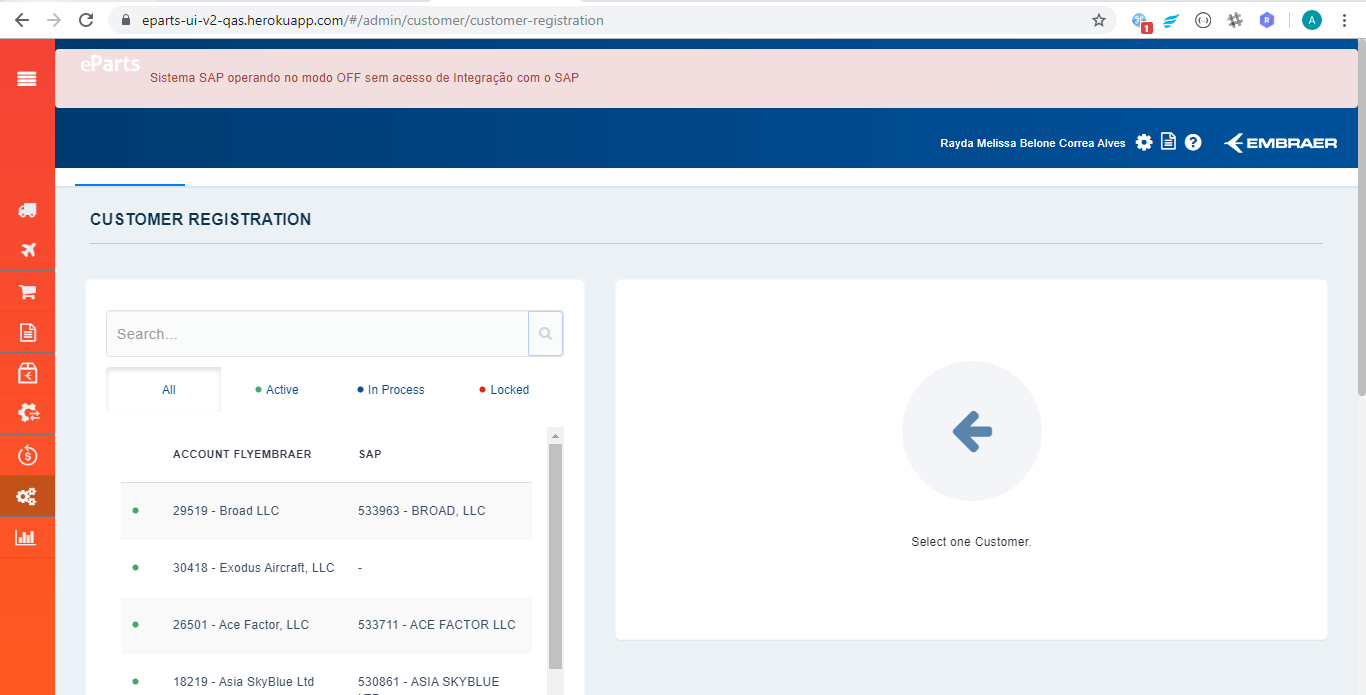 eparts-ui-v2-qas.herokuapp.com/#/admin/customer/customer-registration
1
R
A
eParts
Sistema SAP operando no modo OFF sem acesso de Integração com o SAP
Rayda Melissa Belone Correa Alves
EMBRAER
CUSTOMER REGISTRATION
Search...
All
Active
In Process
Locked
ACCOUNT FLYEMBRAER SAP
29519 - Broad LLC 533963 - BROAD, LLC
30418 - Exodus Aircraft, LLC -
26501 - Ace Factor, LLC 533711 - ACE FACTOR LLC
18219 - Asia SkyBlue Ltd 530861 - ASIA SKYBLUE
Select one Customer.